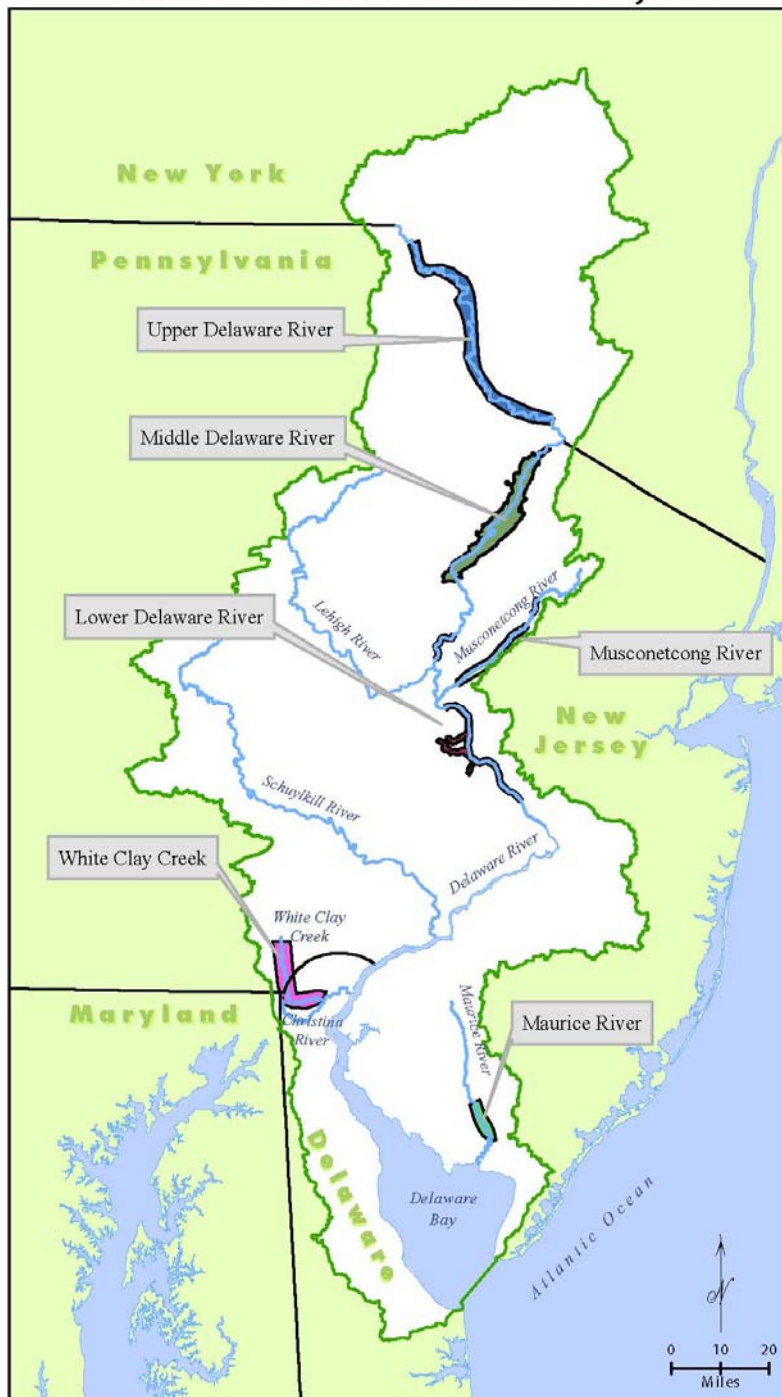 New York
Pennsylvania
Upper Delaware River
Middle Delaware River
Lower Delaware River
Lehigh River
Musconetcong River
Musconetcong River
New
Jersey
Schuylkill River
Delaware River
White Clay Creek
White Clay
Creek
Maryland
Christina
River
Maurice River
Maurice River
Delaware
Delaware
Bay
Atlantic Ocean
N
0 10 20
Miles